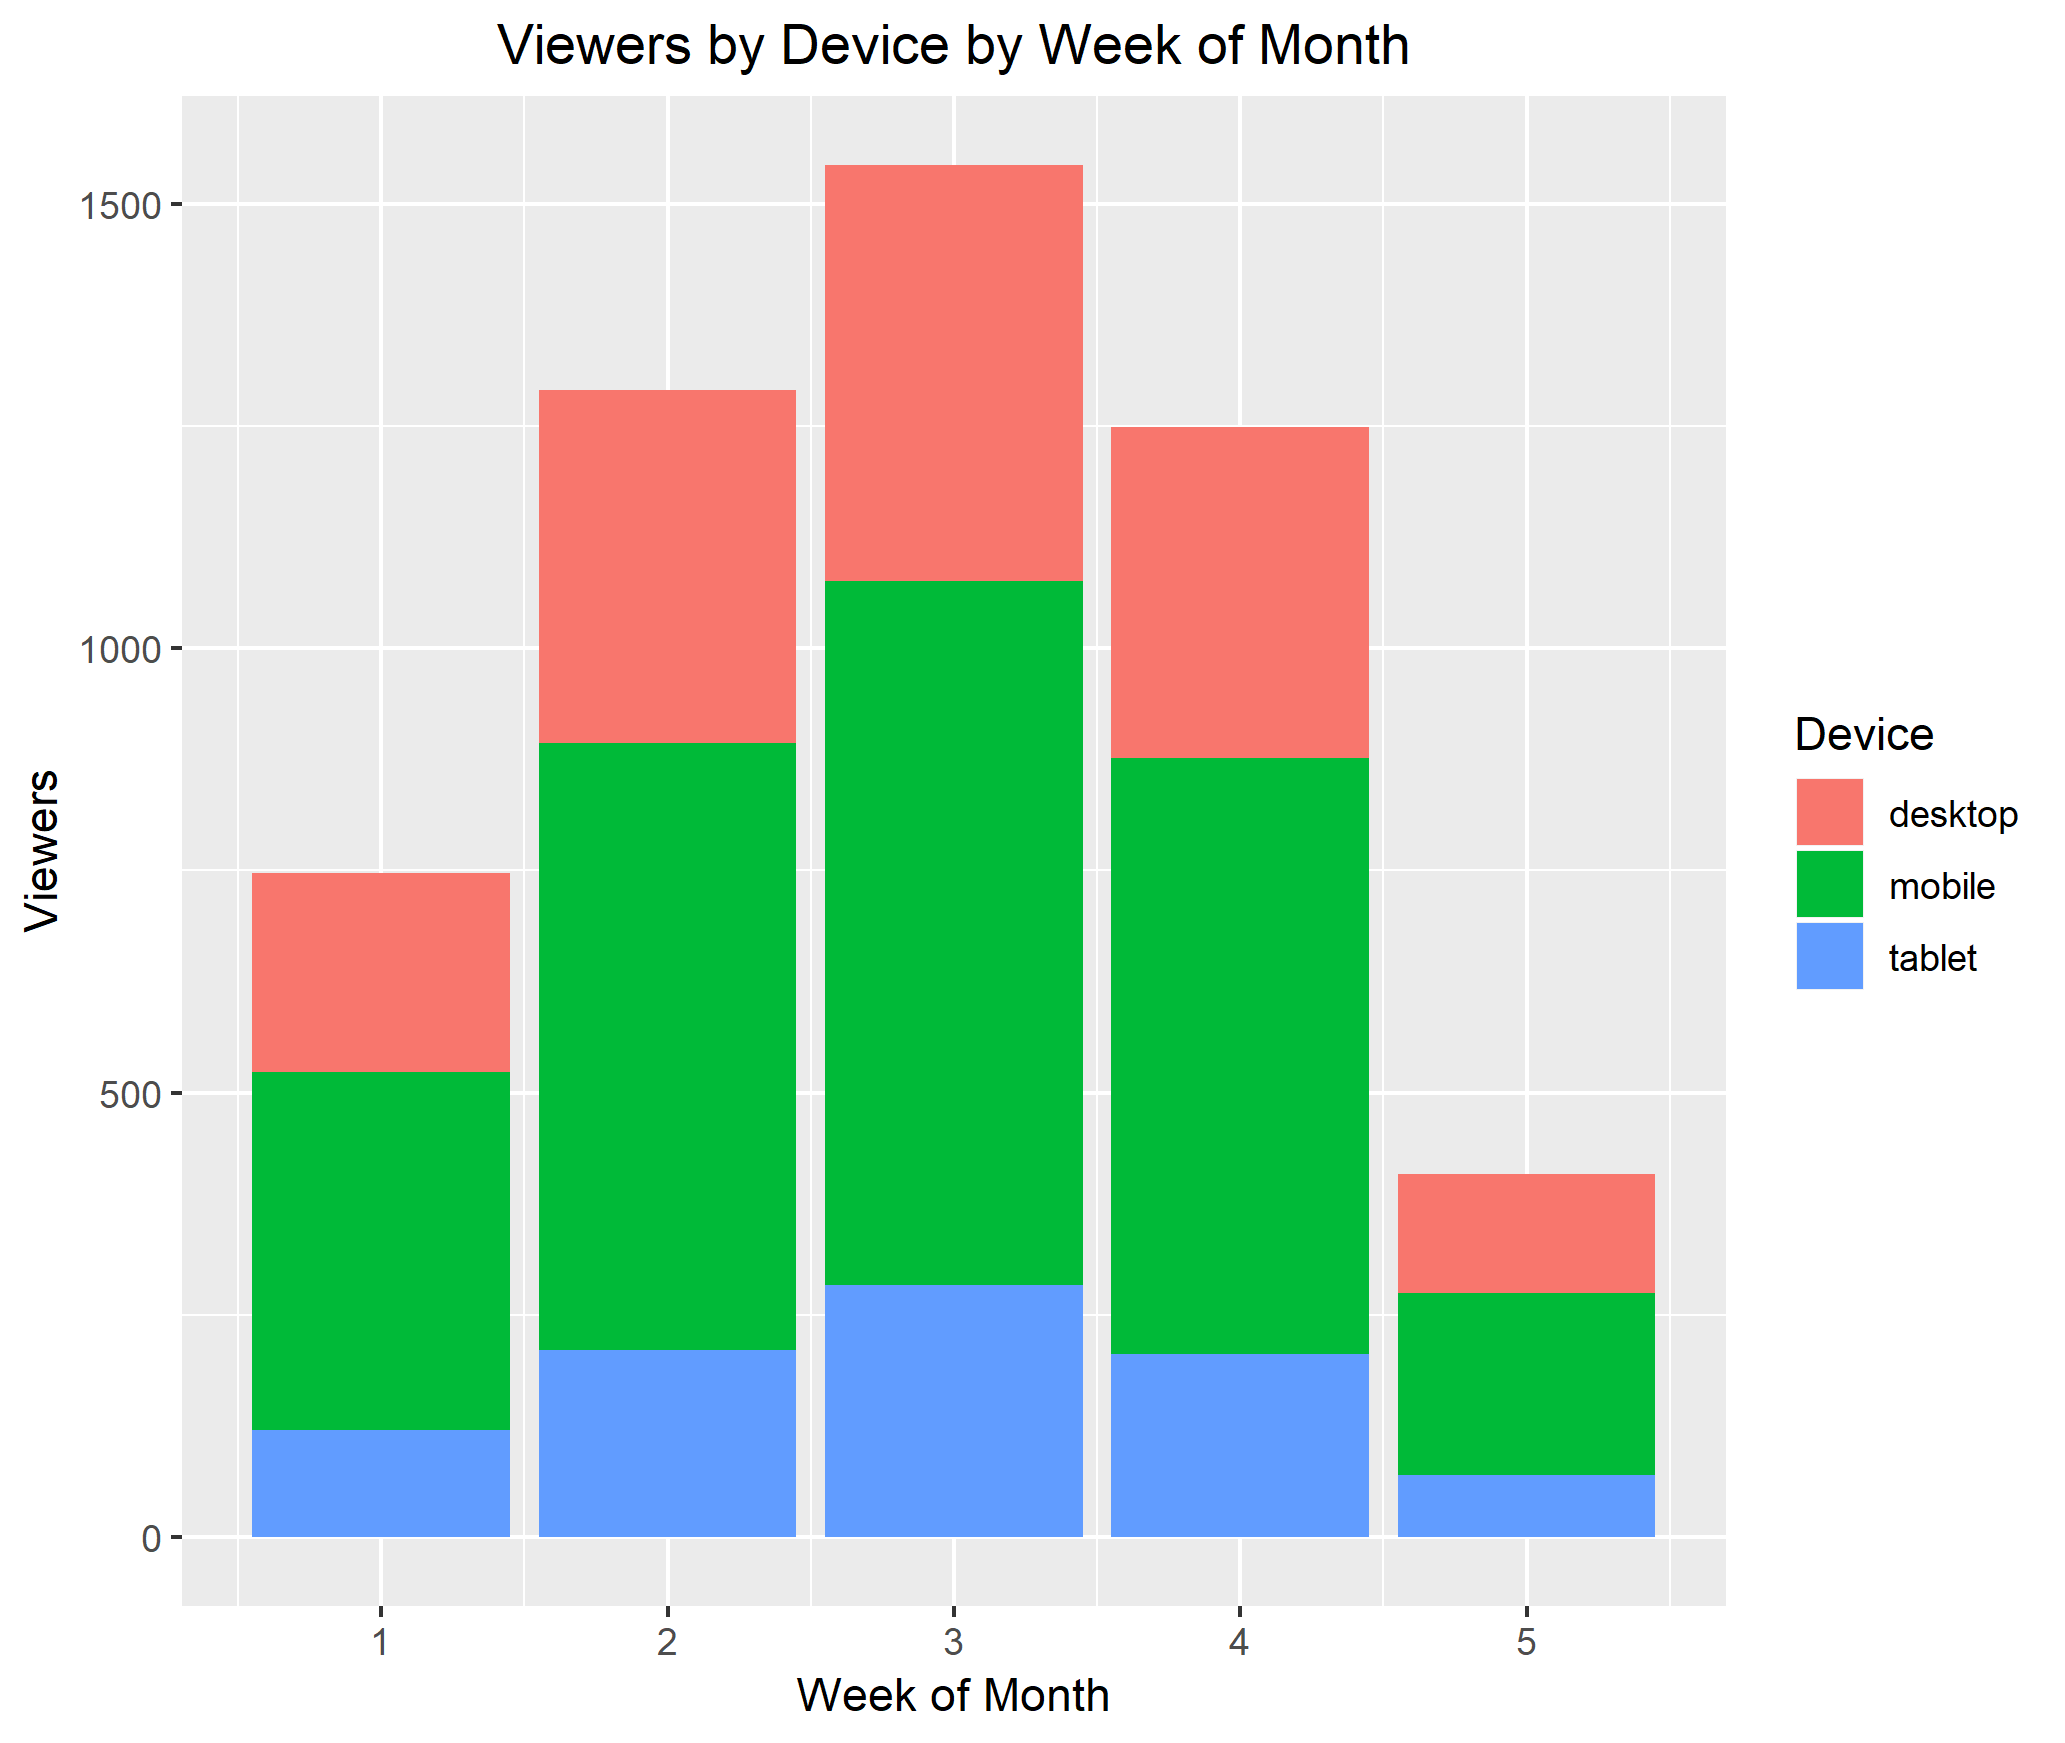 Viewers by Device by Week of Month
Viewers
1500
1000
500
0
1 2 3 4 5
Week of Month
Device
desktop
mobile
tablet